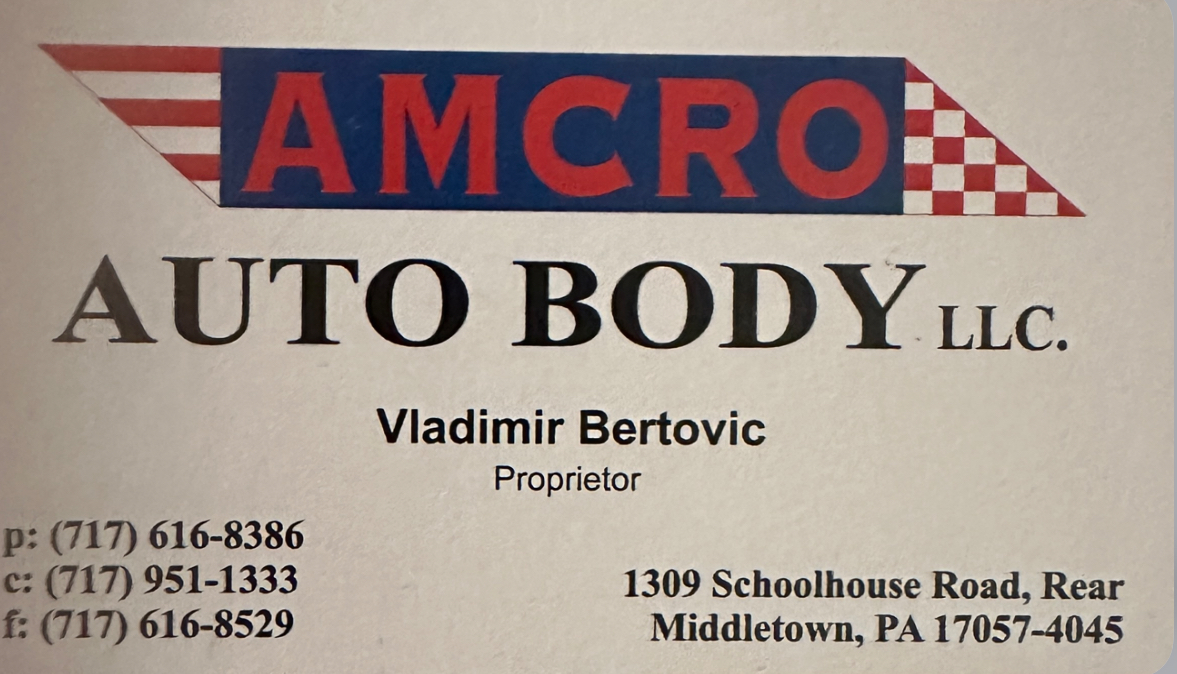 AMCRO
AUTO BODY LLC.
Vladimir Bertovic
Proprietor
p: (717) 616-8386
c: (717) 951-1333
f: (717) 616-8529
1309 Schoolhouse Road, Rear
Middletown, PA 17057-4045